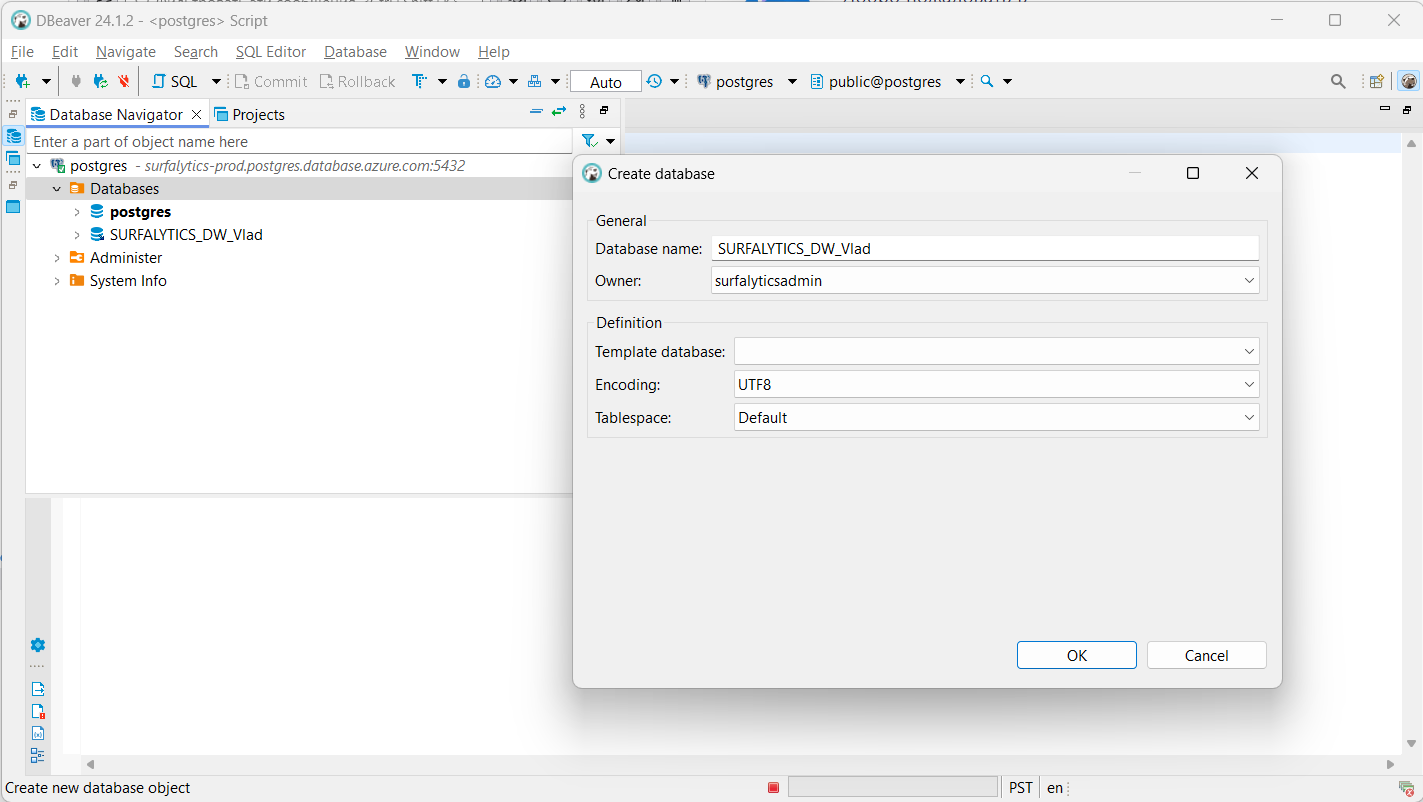 DBeaver 24.1.2 - <postgres> Script
File Edit Navigate Search SQL Editor Database Window Help
SQL Commit Rollback Auto postgres public@postgres
Database Navigator Projects
Enter a part of object name here
postgres - surfalytics-prod.postgres.database.azure.com:5432
Databases
postgres
SURFALYTICS_DW_Vlad
Administer
System Info
Create database
General
Database name: SURFALYTICS_DW_Vlad
Owner: surfalyticsadmin
Definition
Template database:
Encoding: UTF8
Tablespace: Default
OK Cancel
Create new database object PST en